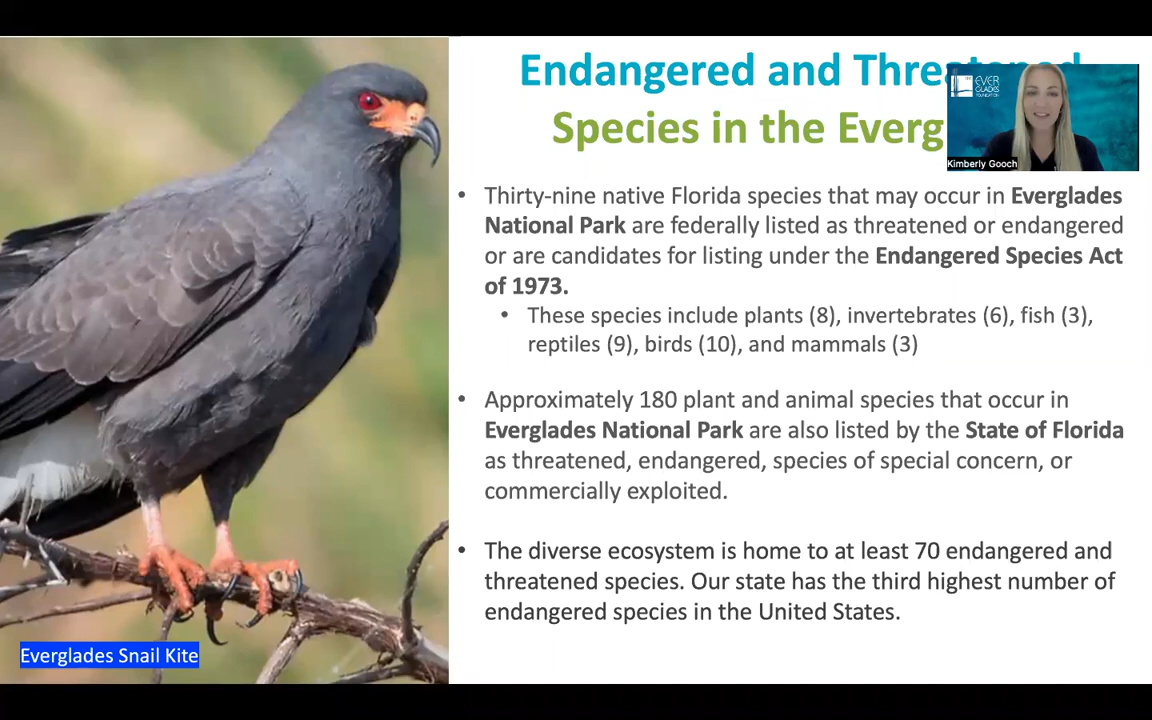 Endangered and
Species in the
EVER
GLADES
FOUNDATION
Kimberly Gooch
• Thirty-nine native Florida species that may occur in Everglades
National Park are federally listed as threatened or endangered
or are candidates for listing under the Endangered Species Act
of 1973.
• These species include plants (8), invertebrates (6), fish (3),
reptiles (9), birds (10), and mammals (3)
• Approximately 180 plant and animal species that occur in
Everglades National Park are also listed by the State of Florida
as threatened, endangered, species of special concern, or
commercially exploited.
• The diverse ecosystem is home to at least 70 endangered and
threatened species. Our state has the third highest number of
endangered species in the United States.
Everglades Snail Kite